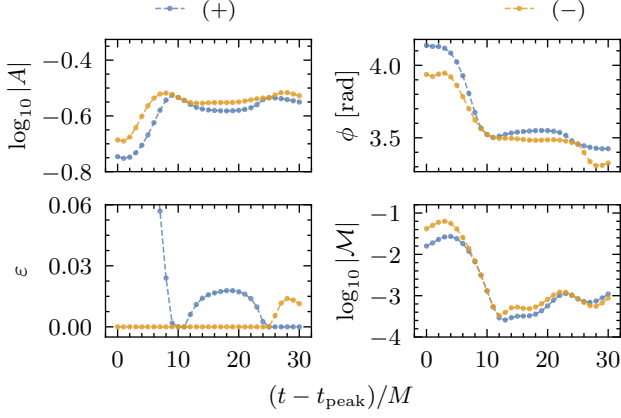 (+) (−)
log₁₀ |A|
−0.4
−0.6
−0.8
ϕ [rad]
4.0
3.5
ε
0.06
0.03
0.00
0 10 20 30
log₁₀ |ℳ|
−1
−2
−3
−4
0 10 20 30
(t − t_peak)/M